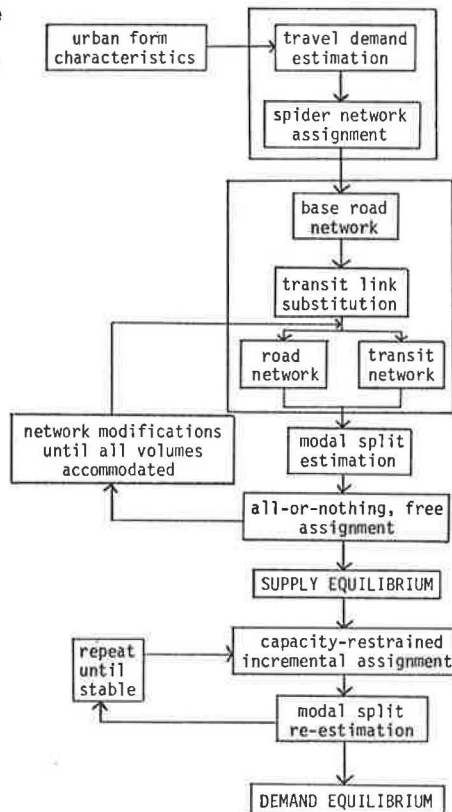 urban form
characteristics
travel demand
estimation
spider network
assignment
base road
network
transit link
substitution
road
network
transit
network
network modifications
until all volumes
accommodated
modal split
estimation
all-or-nothing, free
assignment
SUPPLY EQUILIBRIUM
repeat
until
stable
capacity-restrained
incremental assignment
modal split
re-estimation
DEMAND EQUILIBRIUM